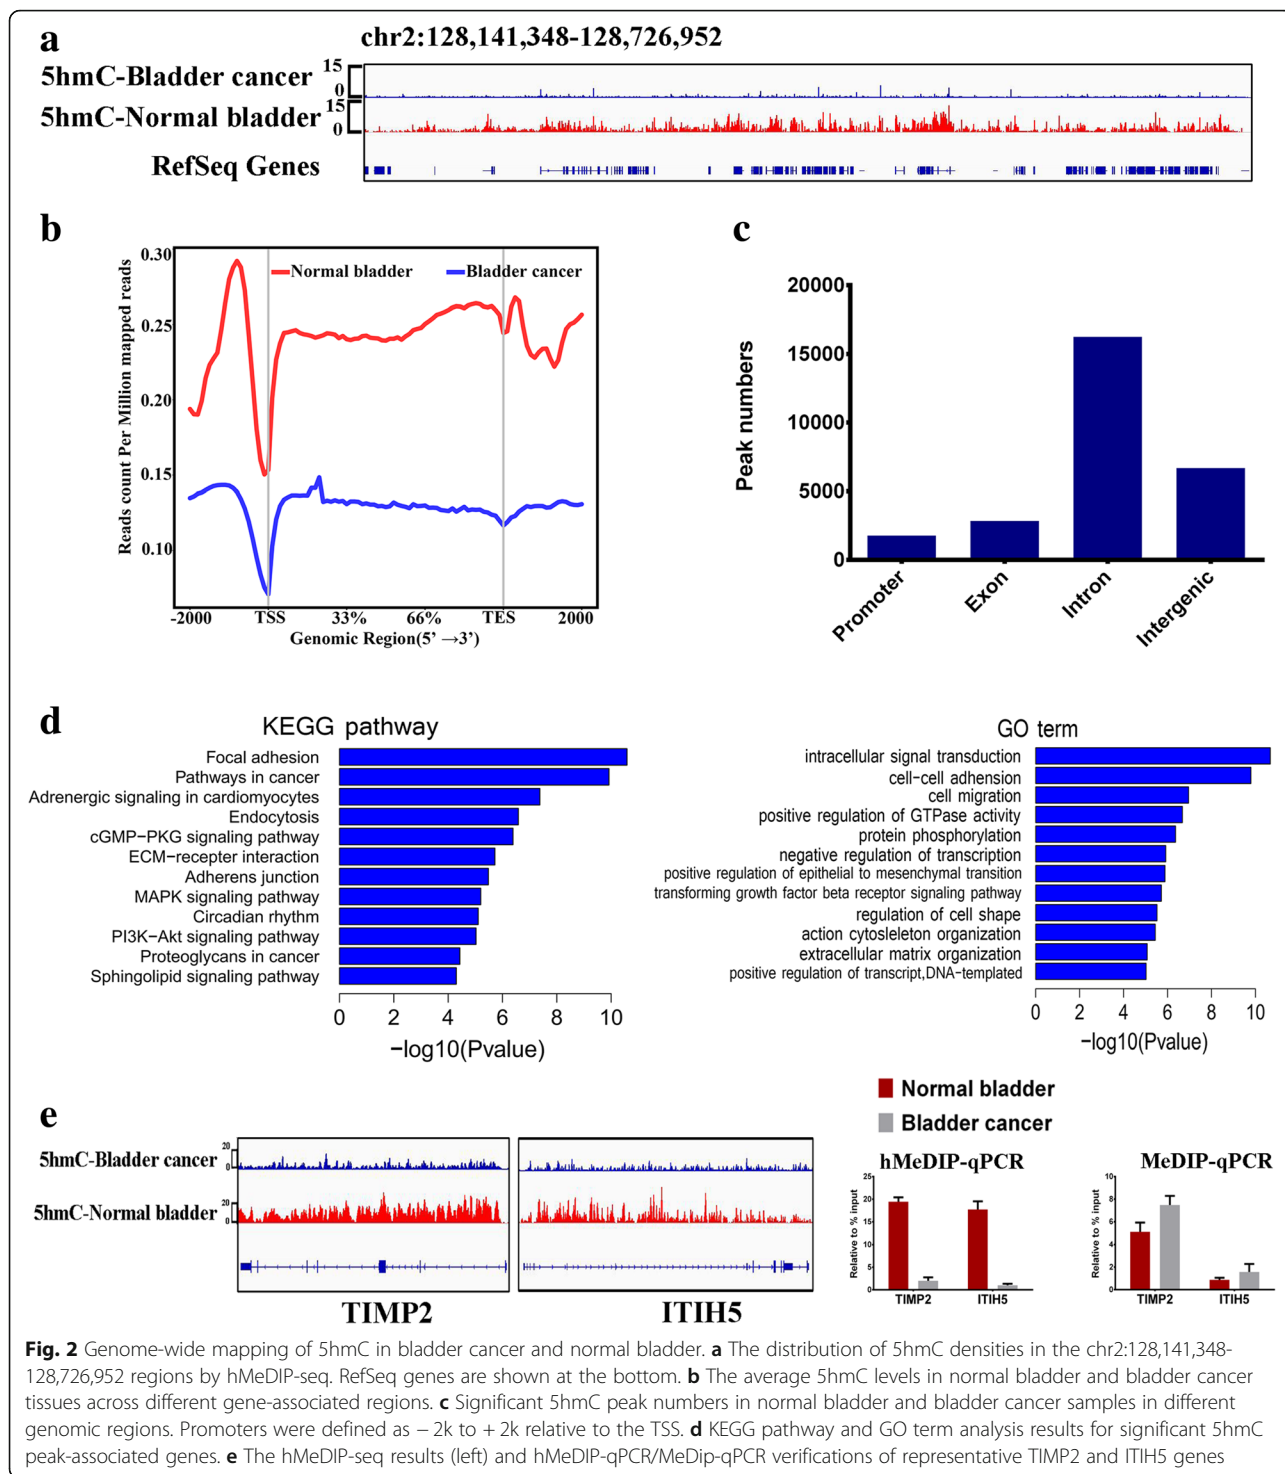 a
chr2:128,141,348-128,726,952
5hmC-Bladder cancer
15
0
5hmC-Normal bladder
15
0
RefSeq Genes
b
Reads count Per Million mapped reads
0.30
0.25
0.20
0.15
0.10
Normal bladder
Bladder cancer
-2000 TSS 33% 66% TES 2000
Genomic Region(5’ →3’)
c
Peak numbers
20000
15000
10000
5000
0
Promoter
Exon
Intron
Intergenic
d
KEGG pathway
Focal adhesion
Pathways in cancer
Adrenergic signaling in cardiomyocytes
Endocytosis
cGMP−PKG signaling pathway
ECM−recepter interaction
Adherens junction
MAPK signaling pathway
Circadian rhythm
PI3K−Akt signaling pathway
Proteoglycans in cancer
Sphingolipid signaling pathway
0 2 4 6 8 10
−log10(Pvalue)
GO term
intracellular signal transduction
cell−cell adhension
cell migration
positive regulation of GTPase activity
protein phosphorylation
negative regulation of transcription
positive regulation of epithelial to mesenchymal transition
transforming growth factor beta receptor signaling pathway
regulation of cell shape
action cytosleleton organization
extracellular matrix organization
positive regulation of transcript,DNA-templated
0 2 4 6 8 10
−log10(Pvalue)
e
5hmC-Bladder cancer
20
0
5hmC-Normal bladder
20
0
TIMP2
ITIH5
Normal bladder
Bladder cancer
hMeDIP-qPCR
Relative to % input
25
20
15
10
5
0
TIMP2 ITIH5
MeDIP-qPCR
Relative to % input
10
8
6
4
2
0
TIMP2 ITIH5
Fig. 2 Genome-wide mapping of 5hmC in bladder cancer and normal bladder. a The distribution of 5hmC densities in the chr2:128,141,348-
128,726,952 regions by hMeDIP-seq. RefSeq genes are shown at the bottom. b The average 5hmC levels in normal bladder and bladder cancer
tissues across different gene-associated regions. c Significant 5hmC peak numbers in normal bladder and bladder cancer samples in different
genomic regions. Promoters were defined as − 2k to + 2k relative to the TSS. d KEGG pathway and GO term analysis results for significant 5hmC
peak-associated genes. e The hMeDIP-seq results (left) and hMeDIP-qPCR/MeDip-qPCR verifications of representative TIMP2 and ITIH5 genes